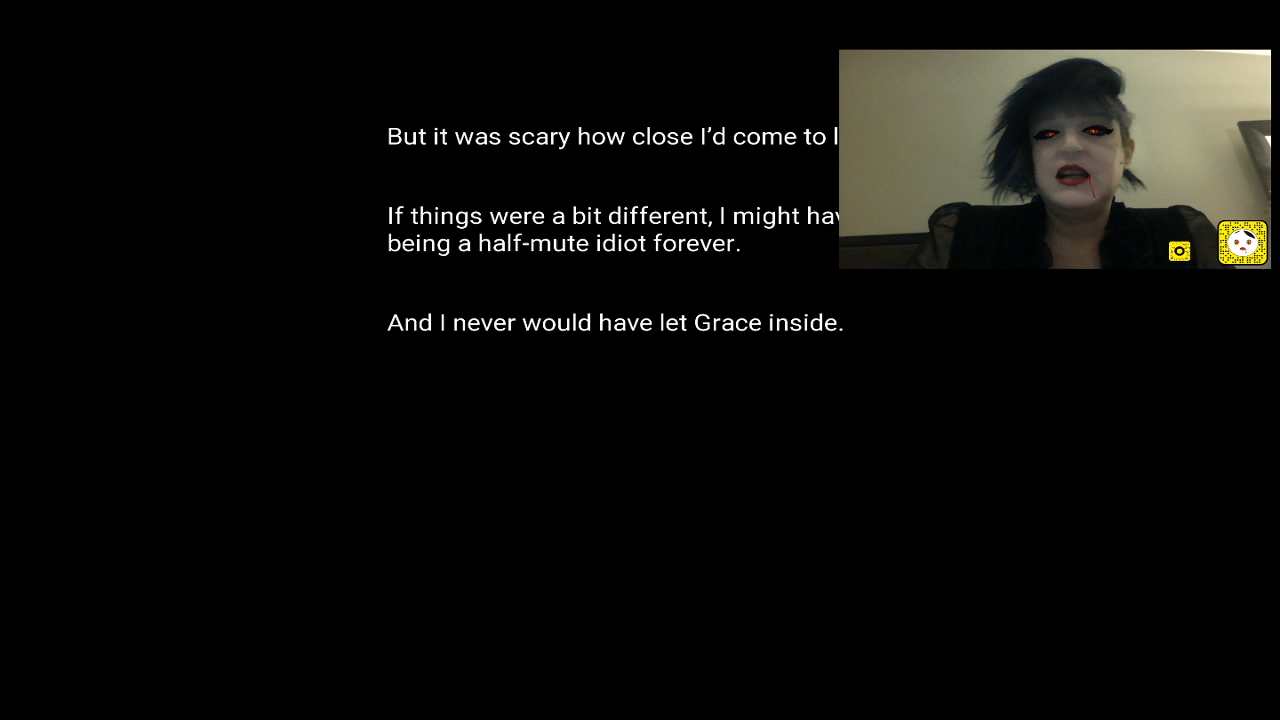 But it was scary how close I’d come to
If things were a bit different, I might
being a half-mute idiot forever.
And I never would have let Grace inside.